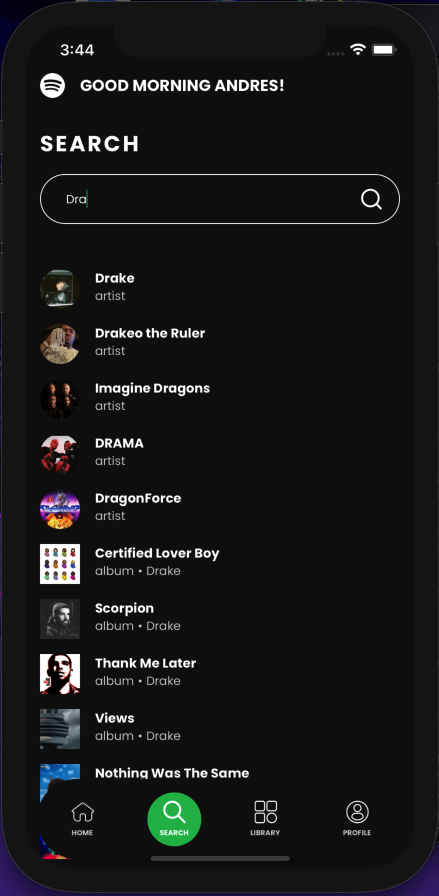 3:44
GOOD MORNING ANDRES!
SEARCH
Dra
Drake
artist
Drakeo the Ruler
artist
Imagine Dragons
artist
DRAMA
artist
DragonForce
artist
Certified Lover Boy
album • Drake
Scorpion
album • Drake
Thank Me Later
album • Drake
Views
album • Drake
Nothing Was The Same
HOME
SEARCH
LIBRARY
PROFILE